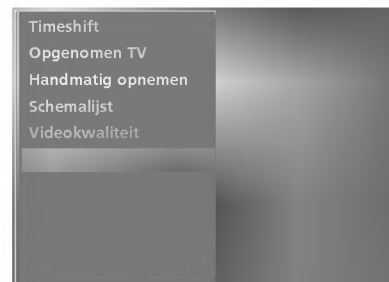 Timeshift
Opgenomen TV
Handmatig opnemen
Schemalijst
Videokwaliteit